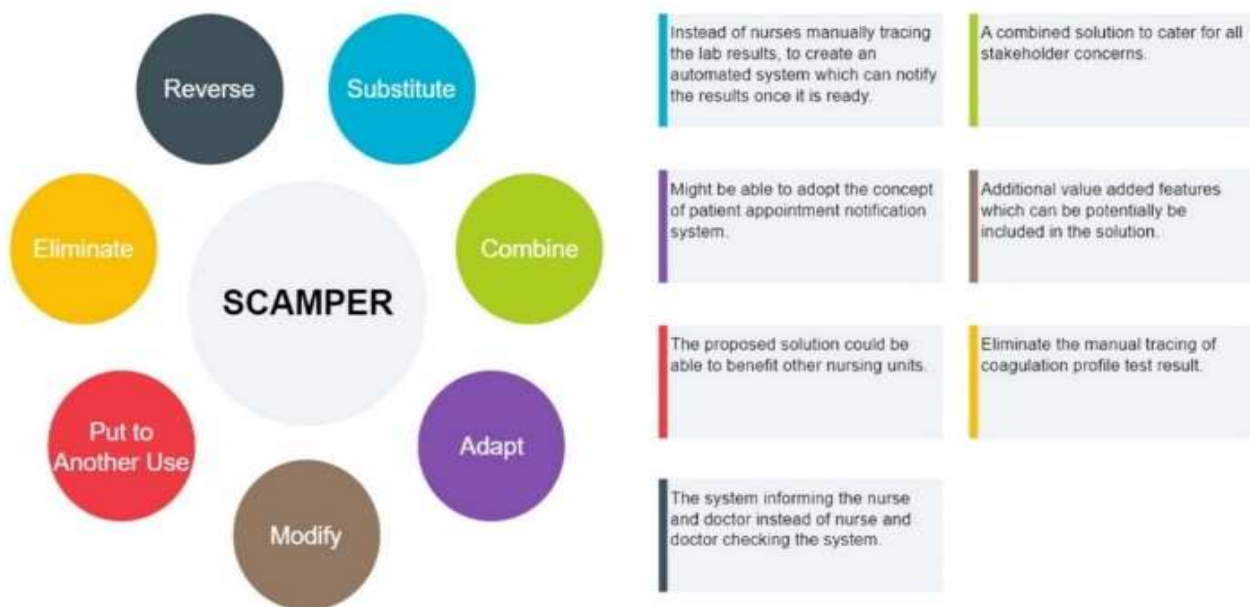 Reverse
Substitute
Eliminate
Combine
SCAMPER
Put to
Another Use
Adapt
Modify
Instead of nurses manually tracing
the lab results, to create an
automated system which can notify
the results once it is ready.
A combined solution to cater for all
stakeholder concerns.
Might be able to adopt the concept
of patient appointment notification
system.
Additional value added features
which can be potentially be
included in the solution.
The proposed solution could be
able to benefit other nursing units.
Eliminate the manual tracing of
coagulation profile test result.
The system informing the nurse
and doctor instead of nurse and
doctor checking the system.